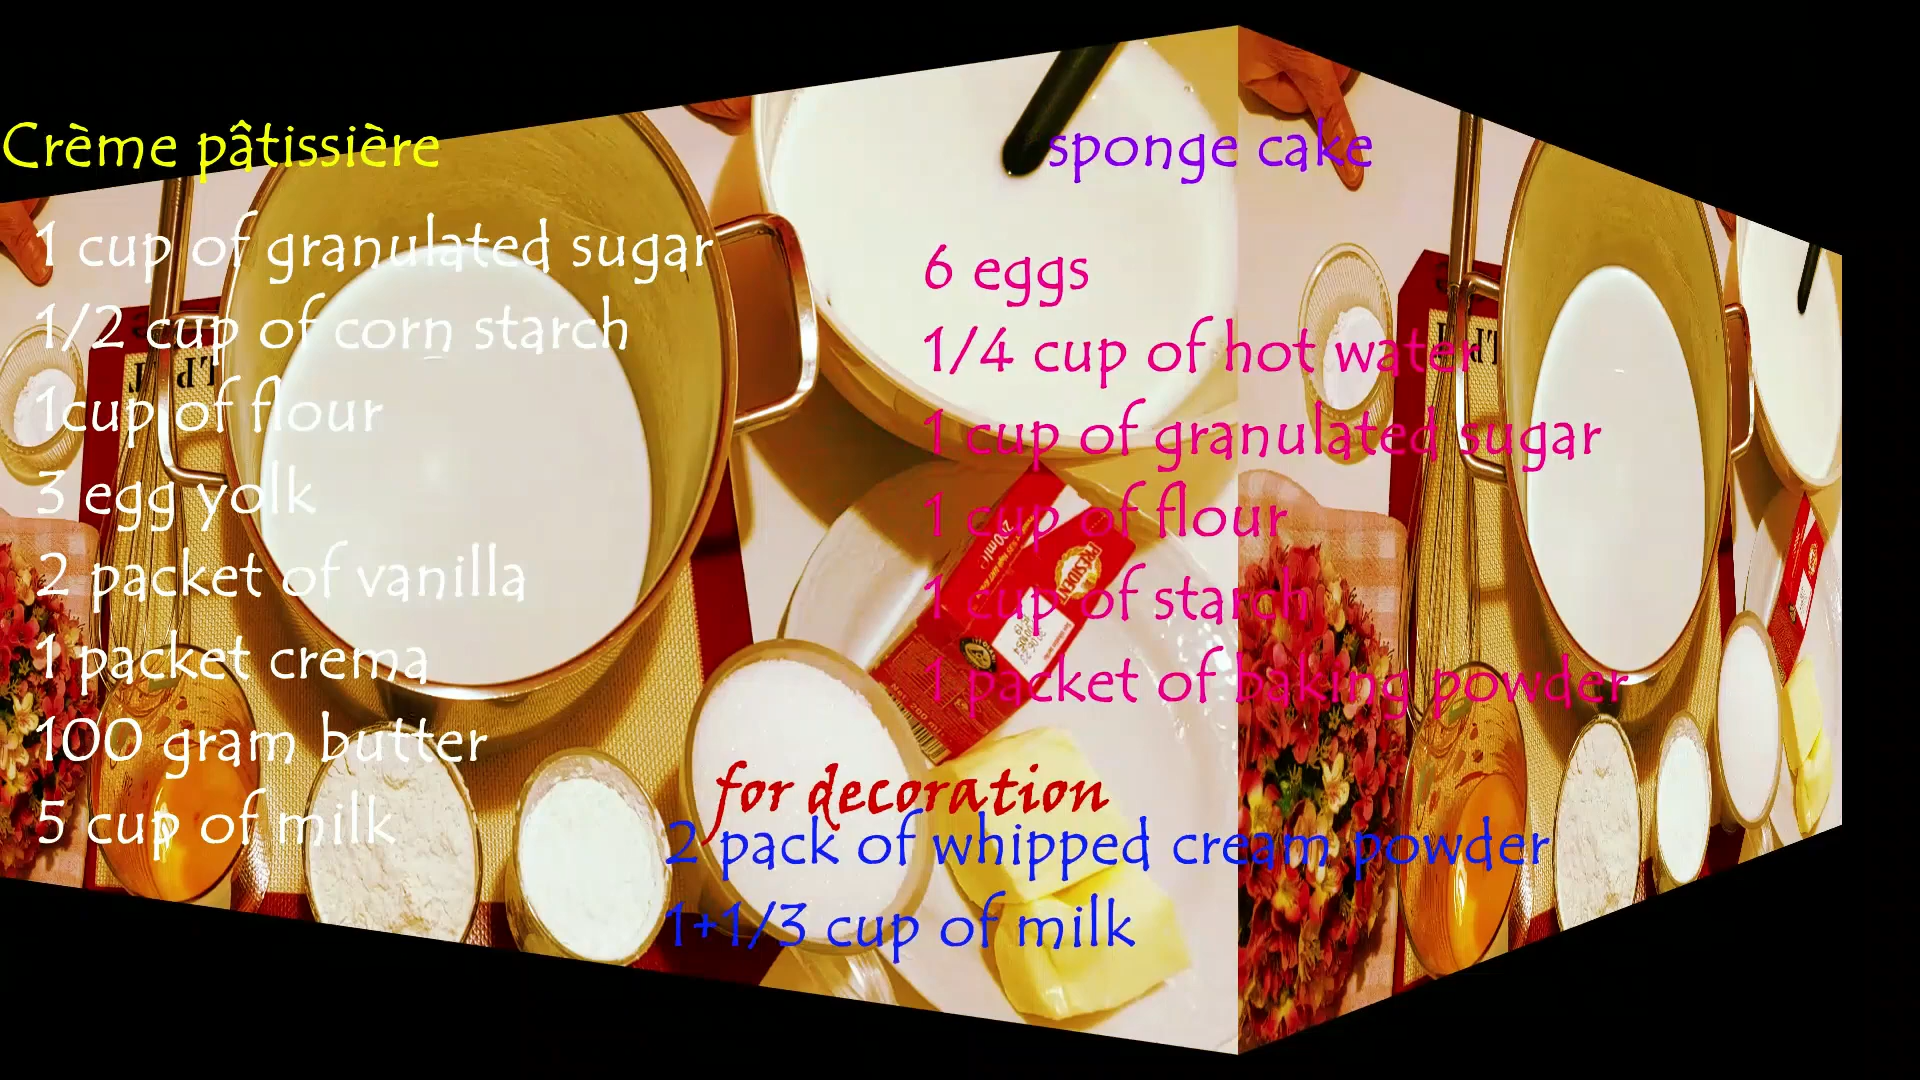 Crème pâtissière
1 cup of granulated sugar
1/2 cup of corn starch
1cup of flour
3 egg yolk
2 packet of vanilla
1 packet crema
100 gram butter
5 cup of milk
sponge cake
6 eggs
1/4 cup of hot water
1 cup of granulated sugar
1 cup of flour
1 cup of starch
1 packet of baking powder
for decoration
2 pack of whipped cream powder
1+1/3 cup of milk
PRESIDENT
200ml